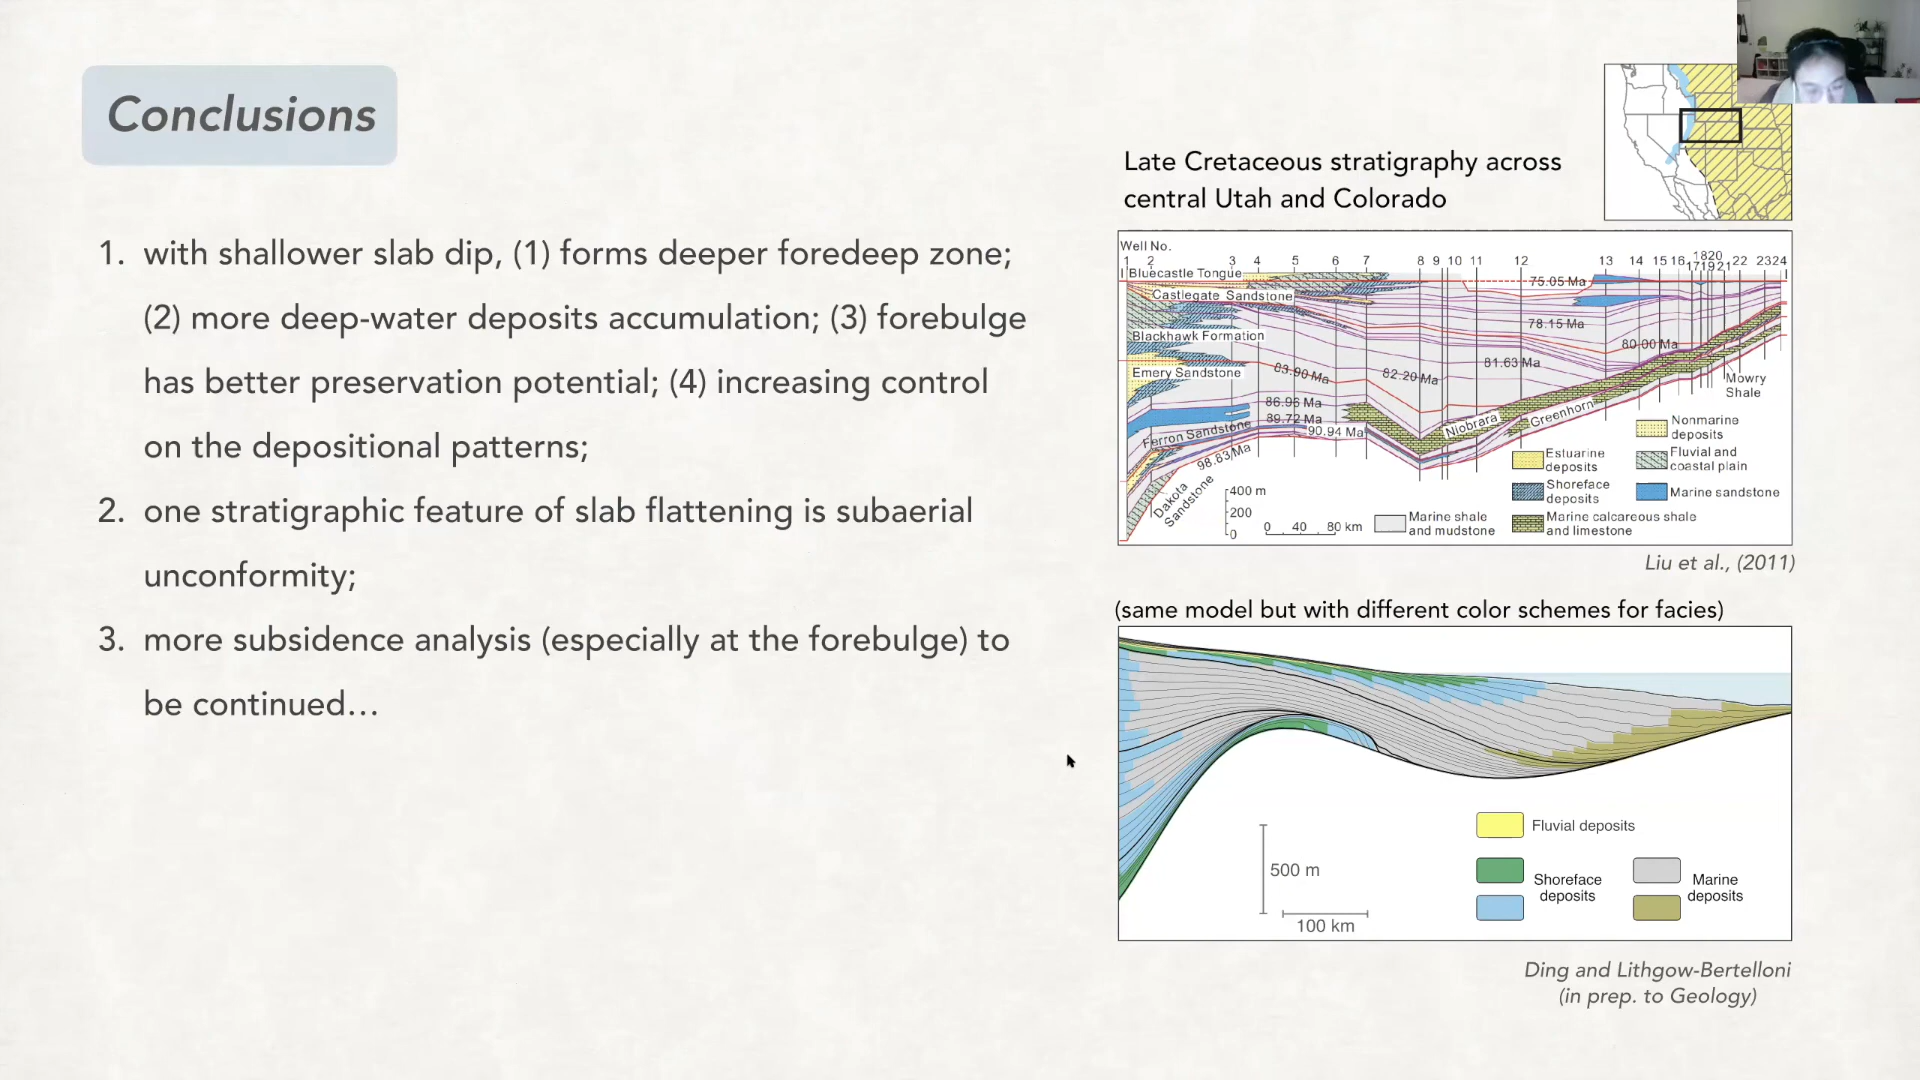 Conclusions
1. with shallower slab dip, (1) forms deeper foredeep zone;
(2) more deep-water deposits accumulation; (3) forebulge
has better preservation potential; (4) increasing control
on the depositional patterns;
2. one stratigraphic feature of slab flattening is subaerial
unconformity;
3. more subsidence analysis (especially at the forebulge) to
be continued…
Late Cretaceous stratigraphy across
central Utah and Colorado
Well No.
1 2 3 4 5 6 7 8 9 10 11 12 13 14 15 16 17 18 19 20 21 22 23 24
Bluecastle Tongue
75.05 Ma
Castlegate Sandstone
78.15 Ma
Blackhawk Formation
80.00 Ma
81.63 Ma
Emery Sandstone
83.90 Ma
82.20 Ma
Mowry
Shale
86.96 Ma
89.72 Ma
90.94 Ma
Ferron Sandstone
Niobrara
Greenhorn
98.83 Ma
Dakota
Sandstone
Nonmarine
deposits
Estuarine
deposits
Fluvial and
coastal plain
Shoreface
deposits
Marine sandstone
Marine shale
and mudstone
Marine calcareous shale
and limestone
400 m
200
0
0 40 80 km
Liu et al., (2011)
(same model but with different color schemes for facies)
Fluvial deposits
500 m
Shoreface
deposits
Marine
deposits
100 km
Ding and Lithgow-Bertelloni
(in prep. to Geology)